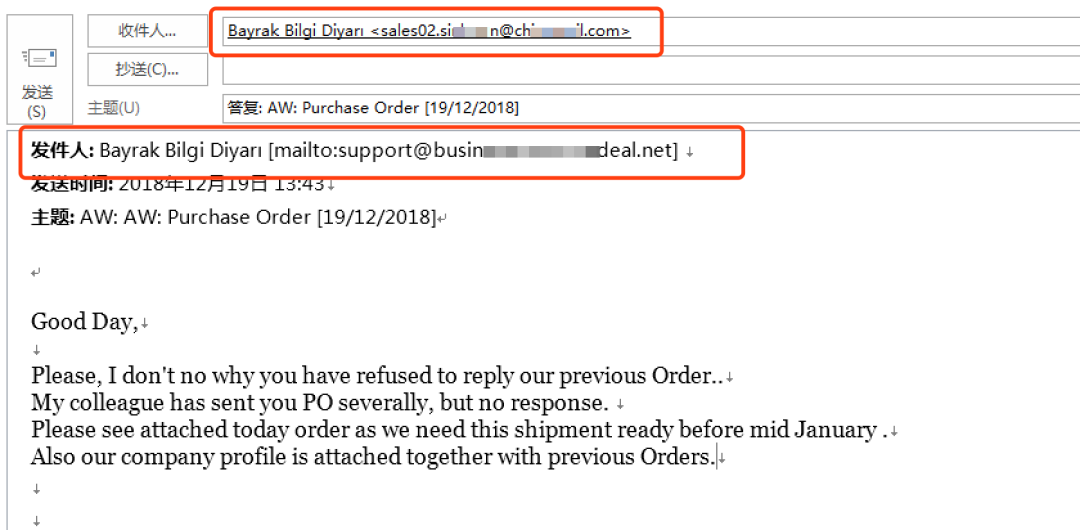 收件人...
Bayrak Bilgi Diyarı <sales02.si n@ch il.com>
抄送(C)...
发送
(S)
主题(U)
答复: AW: Purchase Order [19/12/2018]
发件人: Bayrak Bilgi Diyarı [mailto:support@busin deal.net]
发送时间: 2018年12月19日 13:43
主题: AW: AW: Purchase Order [19/12/2018]
Good Day,
Please, I don't no why you have refused to reply our previous Order..
My colleague has sent you PO severally, but no response.
Please see attached today order as we need this shipment ready before mid January .
Also our company profile is attached together with previous Orders.